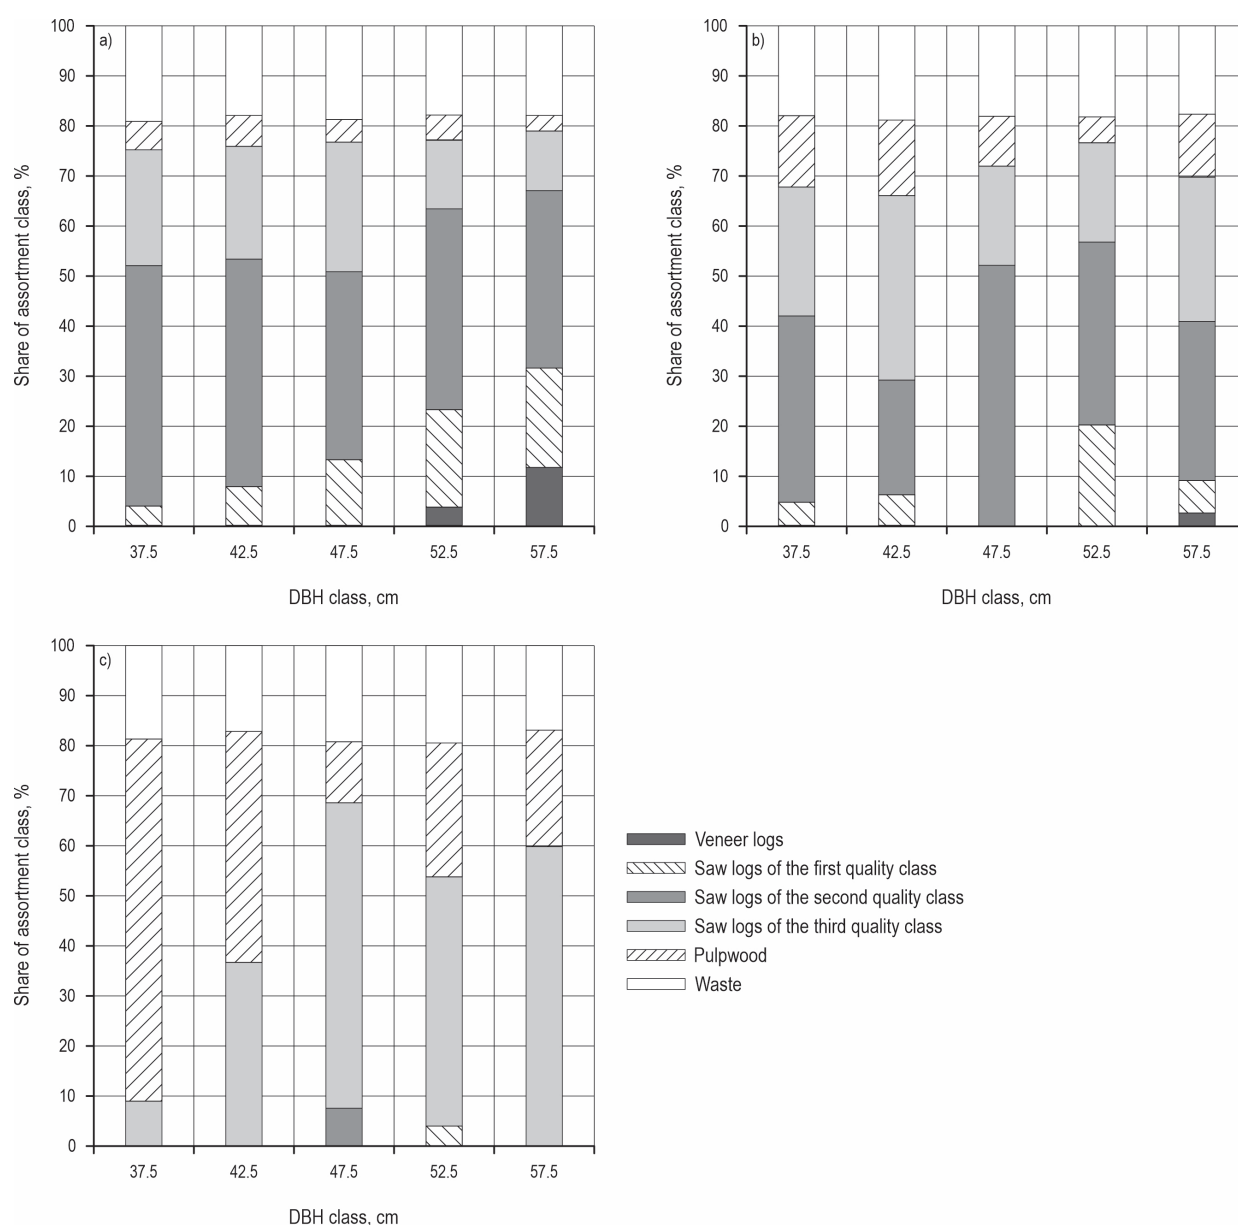 a)
Share of assortment class, %
100
90
80
70
60
50
40
30
20
10
0
37.5 42.5 47.5 52.5 57.5
DBH class, cm
b)
Share of assortment class, %
100
90
80
70
60
50
40
30
20
10
0
37.5 42.5 47.5 52.5 57.5
DBH class, cm
c)
Share of assortment class, %
100
90
80
70
60
50
40
30
20
10
0
37.5 42.5 47.5 52.5 57.5
DBH class, cm
Veneer logs
Saw logs of the first quality class
Saw logs of the second quality class
Saw logs of the third quality class
Pulpwood
Waste